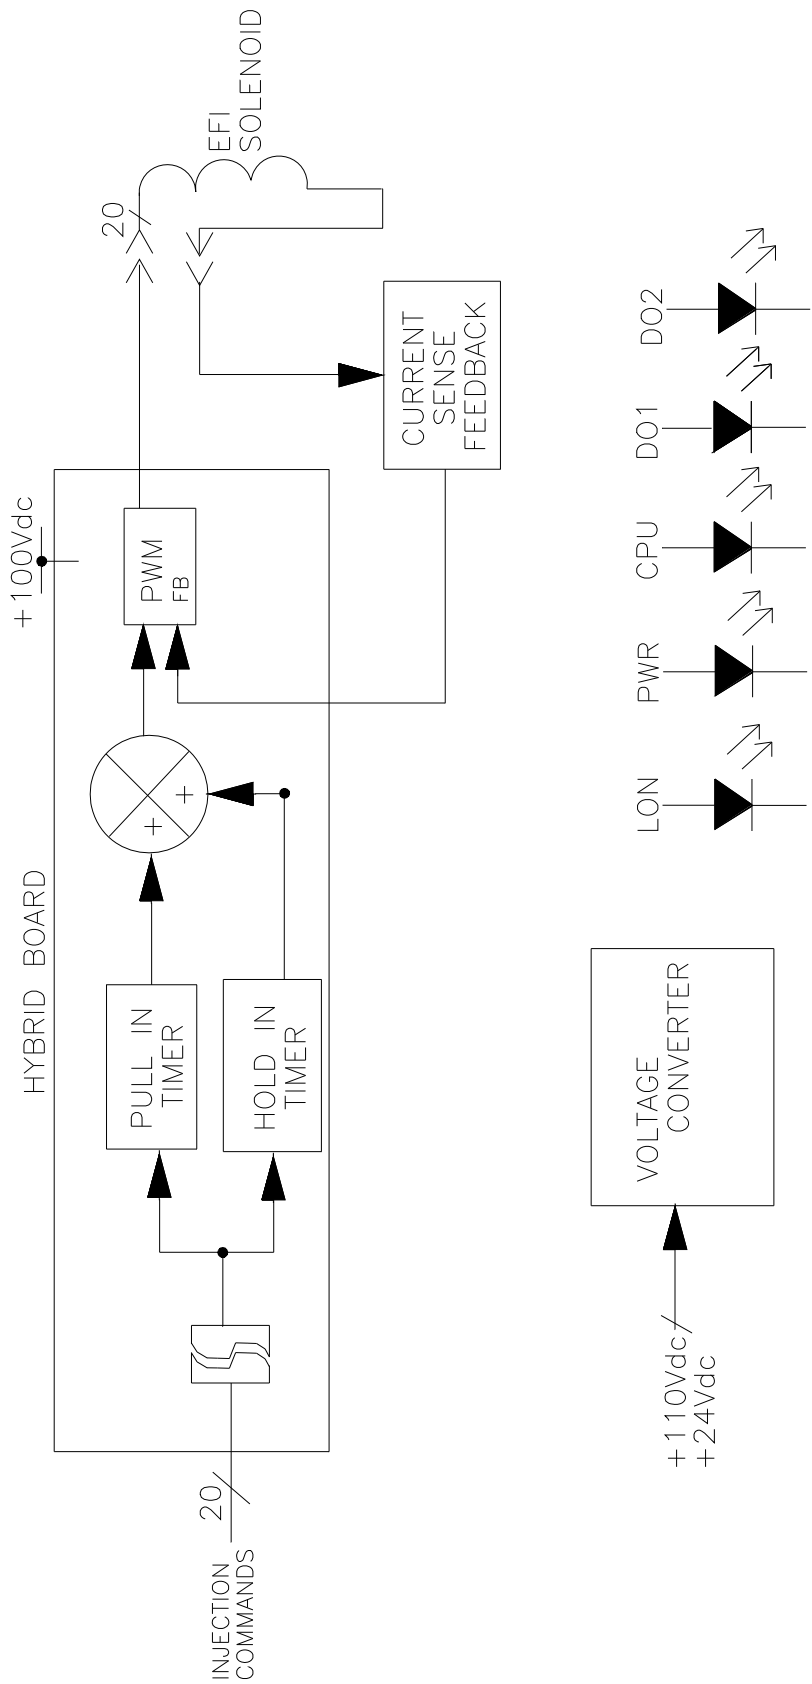 HYBRID BOARD
+100Vdc
20
EFI
SOLENOID
INJECTION
COMMANDS
20
PULL IN
TIMER
HOLD IN
TIMER
+
+
PWM
FB
CURRENT
SENSE
FEEDBACK
+110Vdc/
+24Vdc
VOLTAGE
CONVERTER
LON
PWR
CPU
DO1
DO2